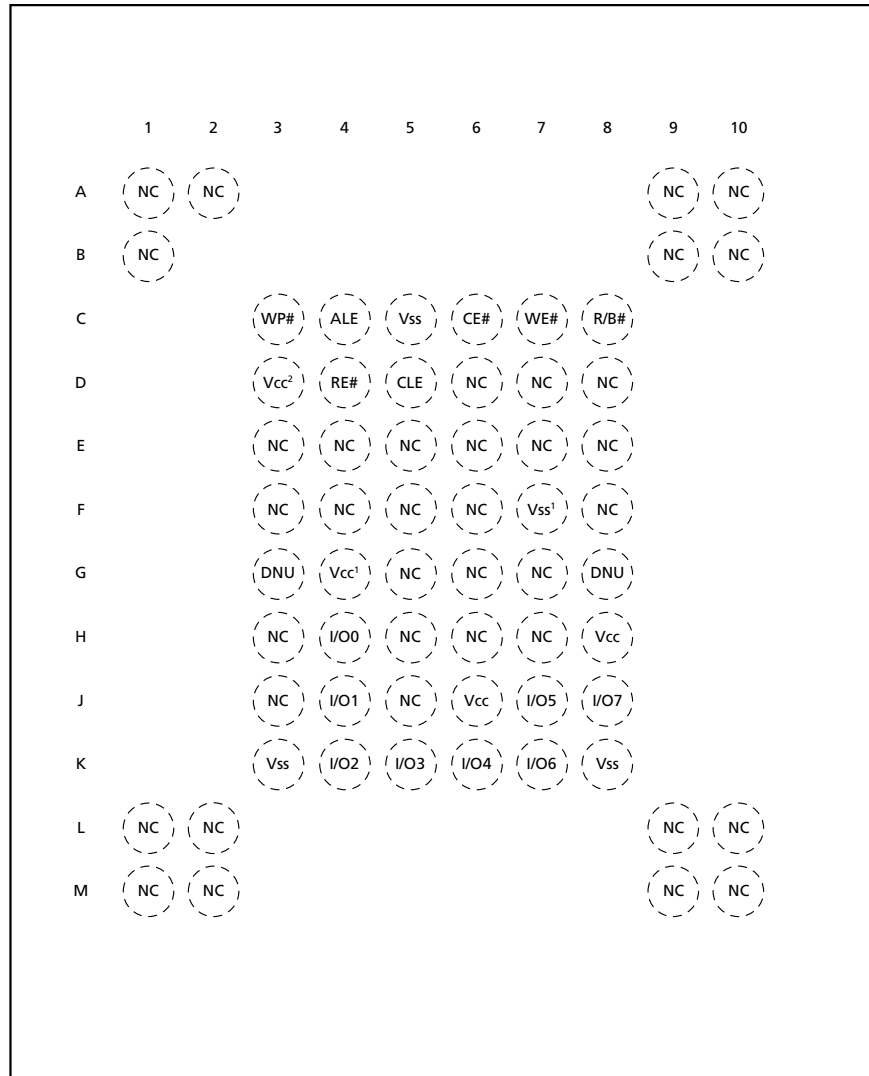 1 2 3 4 5 6 7 8 9 10
A NC NC NC NC
B NC NC NC
C WP# ALE Vss CE# WE# R/B#
D Vcc² RE# CLE NC NC NC
E NC NC NC NC NC NC
F NC NC NC NC Vss¹ NC
G DNU Vcc¹ NC NC NC DNU
H NC I/O0 NC NC NC Vcc
J NC I/O1 NC Vcc I/O5 I/O7
K Vss I/O2 I/O3 I/O4 I/O6 Vss
L NC NC NC NC
M NC NC NC NC